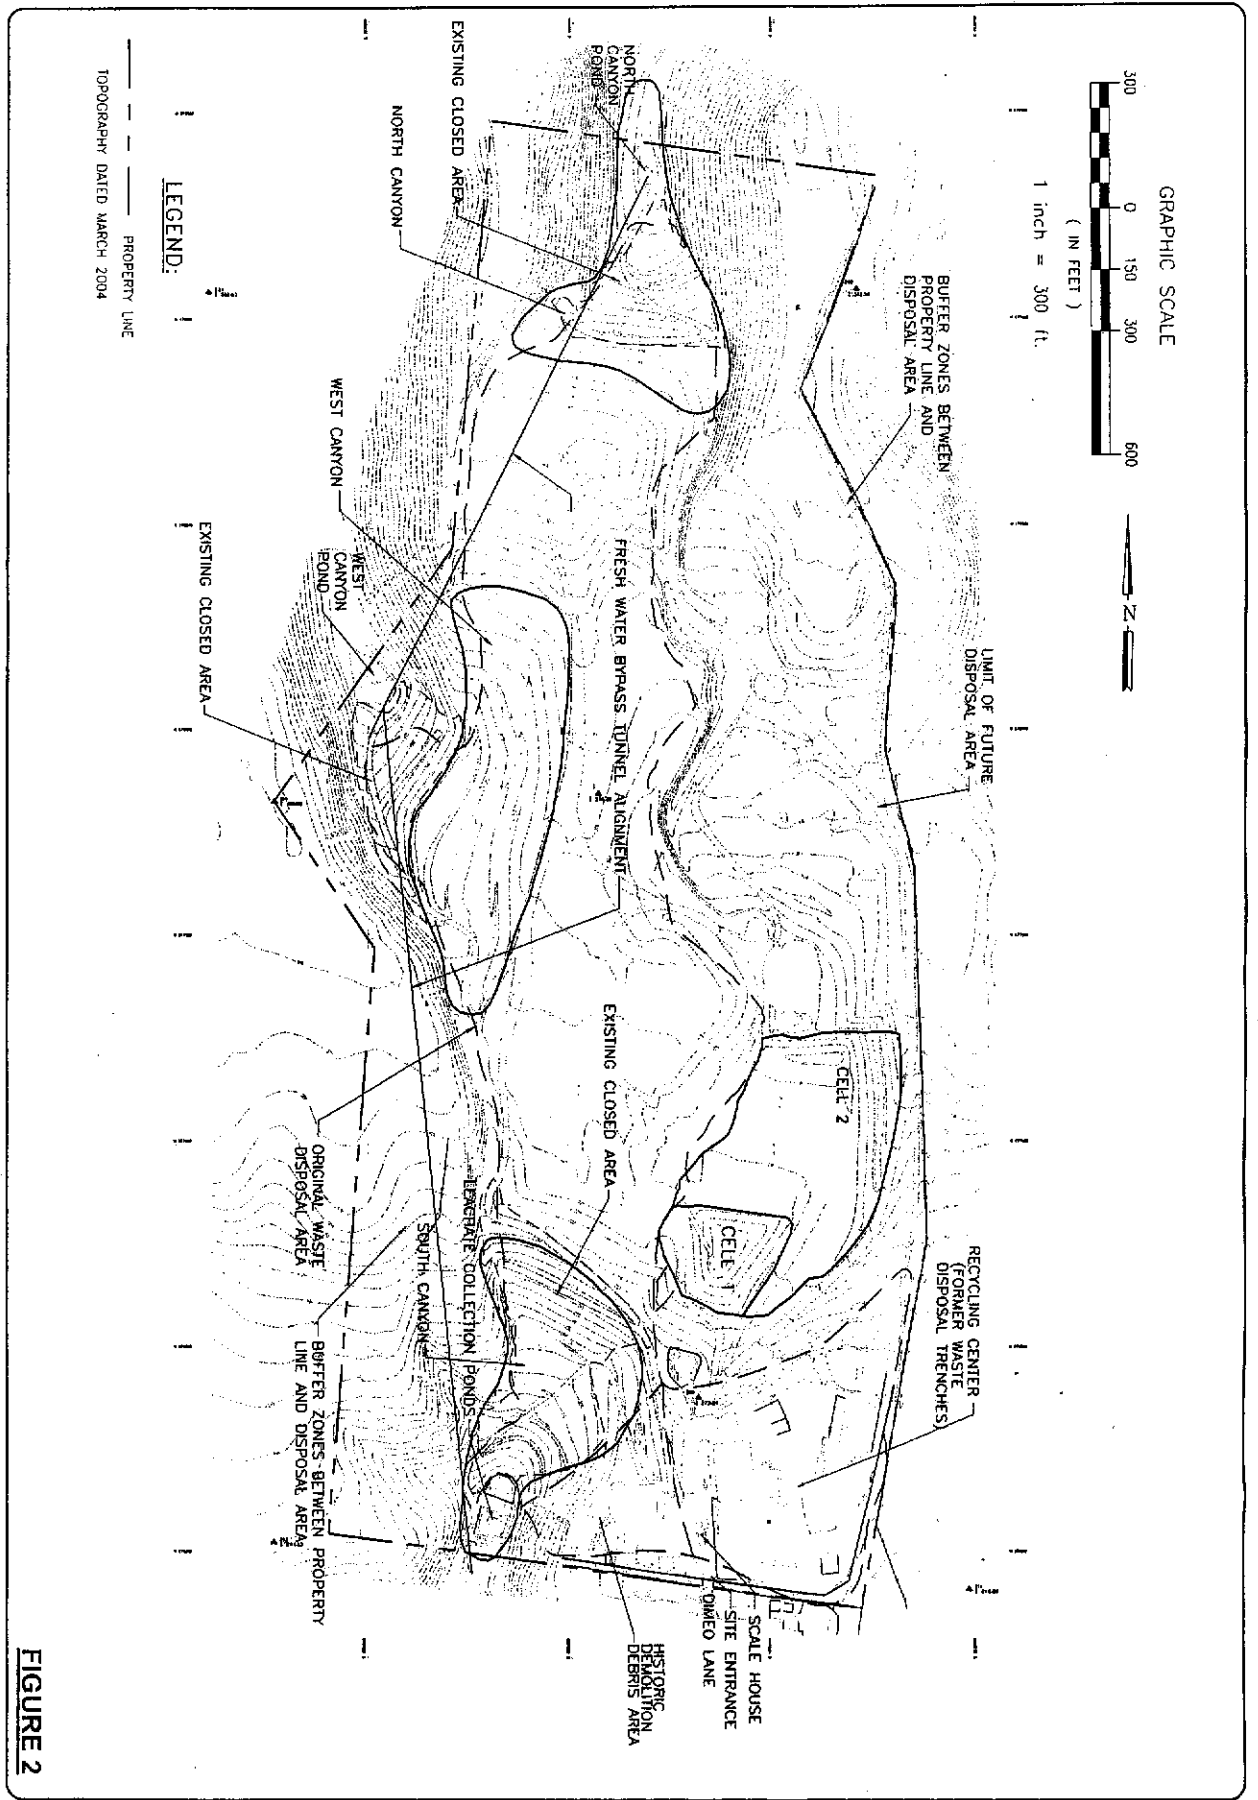 GRAPHIC SCALE
300
0
150
300
600
( IN FEET )
1 inch = 300 ft.
N
NORTH
CANYON
POND
EXISTING CLOSED AREA
NORTH CANYON
BUFFER ZONES BETWEEN
PROPERTY LINE AND
DISPOSAL AREA
WEST CANYON
WEST
CANYON
POND
EXISTING CLOSED AREA
FRESH WATER BYPASS TUNNEL ALIGNMENT
LIMIT OF FUTURE
DISPOSAL AREA
CELL 2
CELL 1
EXISTING CLOSED AREA
RECYCLING CENTER
(FORMER WASTE
DISPOSAL TRENCHES)
ORIGINAL WASTE
DISPOSAL AREA
LEACHATE COLLECTION PONDS
SOUTH CANYON
BUFFER ZONES BETWEEN PROPERTY
LINE AND DISPOSAL AREA
SCALE HOUSE
SITE ENTRANCE
DIMEO LANE
HISTORIC
DEMOLITION
DEBRIS AREA
LEGEND:
PROPERTY LINE
TOPOGRAPHY DATED MARCH 2004
FIGURE 2